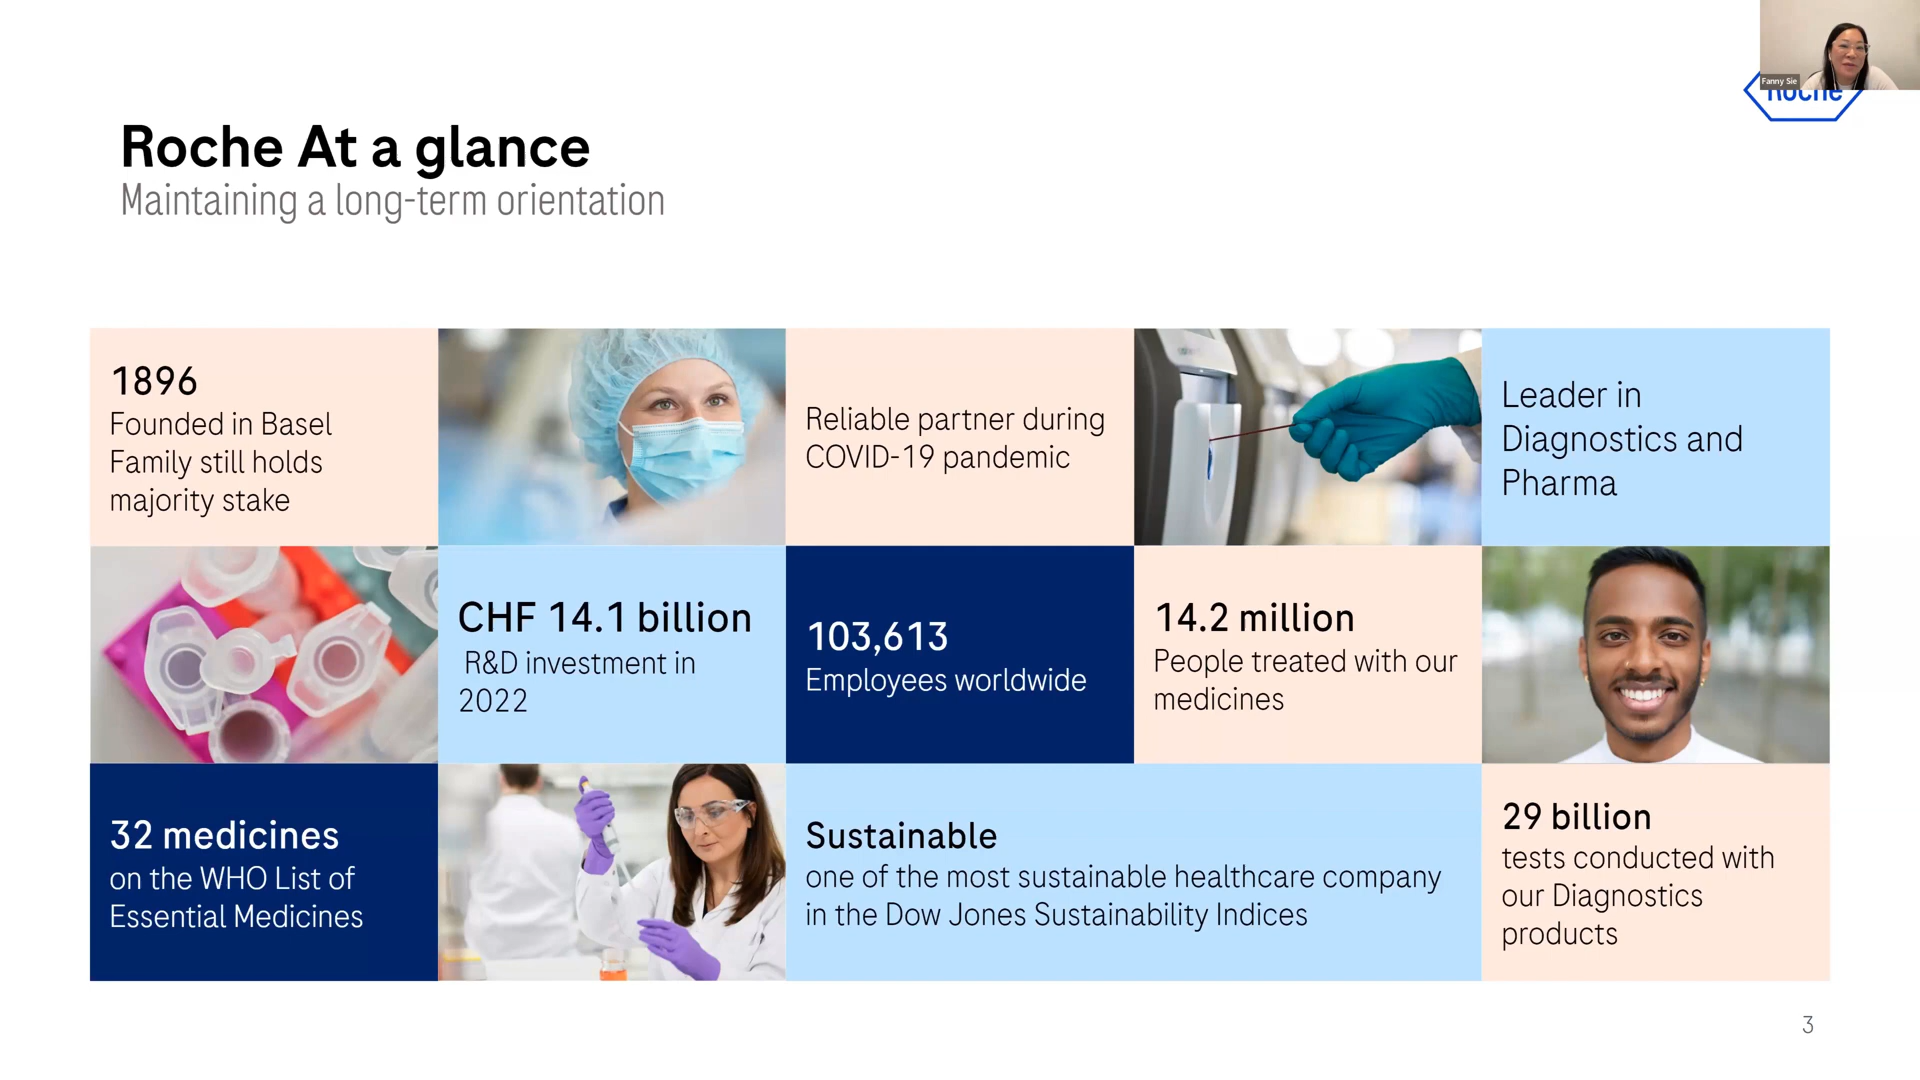 Fanny Sie
Roche
Roche At a glance
Maintaining a long-term orientation
1896
Founded in Basel
Family still holds
majority stake
Reliable partner during
COVID-19 pandemic
Leader in
Diagnostics and
Pharma
CHF 14.1 billion
R&D investment in
2022
103,613
Employees worldwide
14.2 million
People treated with our
medicines
32 medicines
on the WHO List of
Essential Medicines
Sustainable
one of the most sustainable healthcare company
in the Dow Jones Sustainability Indices
29 billion
tests conducted with
our Diagnostics
products
3